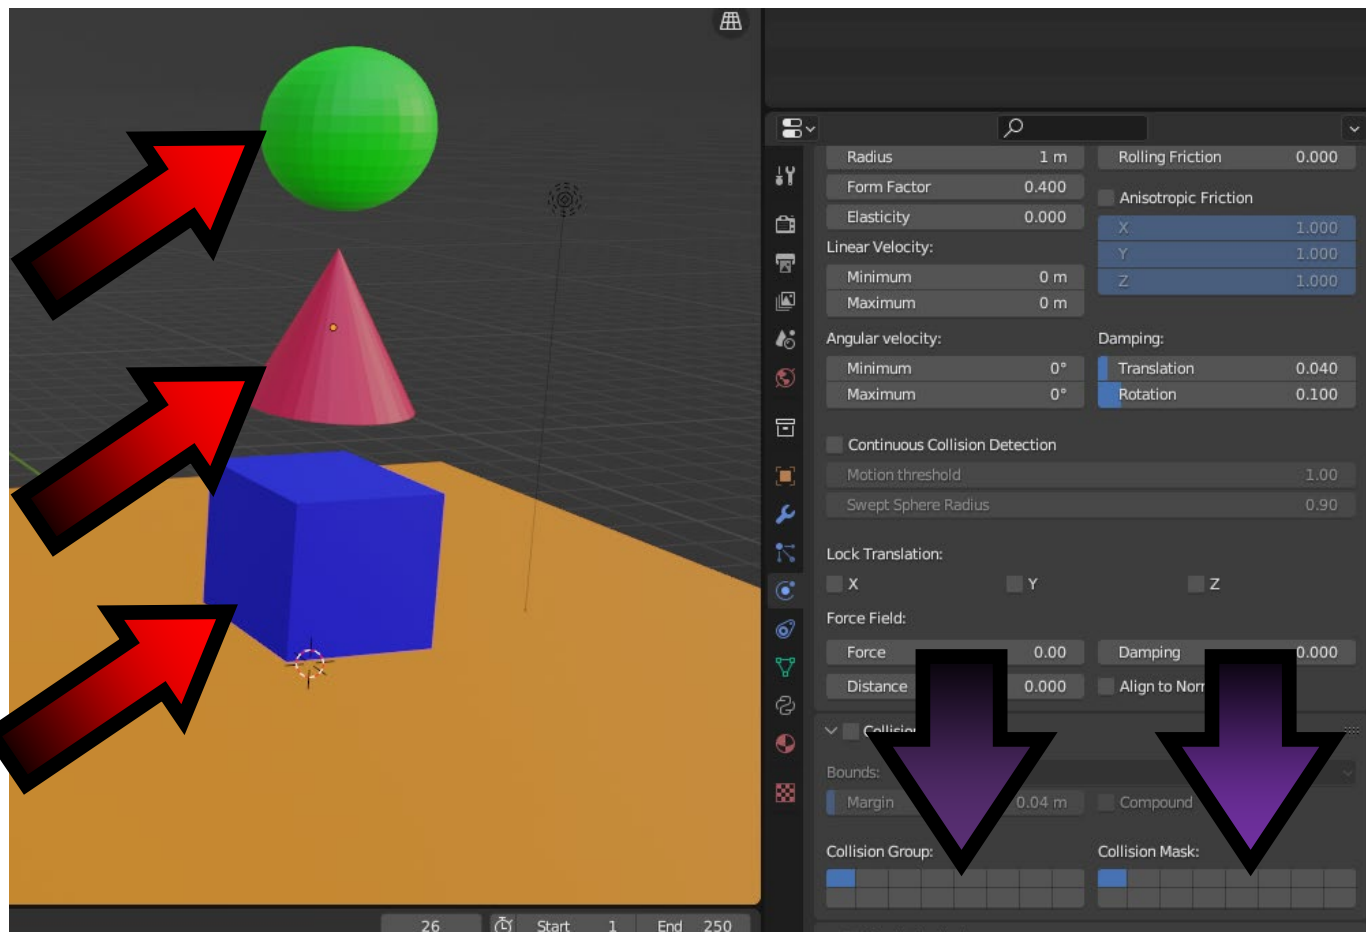 Radius 1 m Rolling Friction 0.000
Form Factor 0.400
Anisotropic Friction
Elasticity 0.000
X 1.000
Linear Velocity:
Y 1.000
Minimum 0 m
Z 1.000
Maximum 0 m
Angular velocity: Damping:
Minimum 0° Translation 0.040
Maximum 0° Rotation 0.100
Continuous Collision Detection
Motion threshold 1.00
Swept Sphere Radius 0.90
Lock Translation:
X Y Z
Force Field:
Force 0.00 Damping 0.000
Distance 0.000 Align to Nor
Collision
Bounds:
Margin 0.04 m Compound
Collision Group: Collision Mask:
26 Start 1 End 250